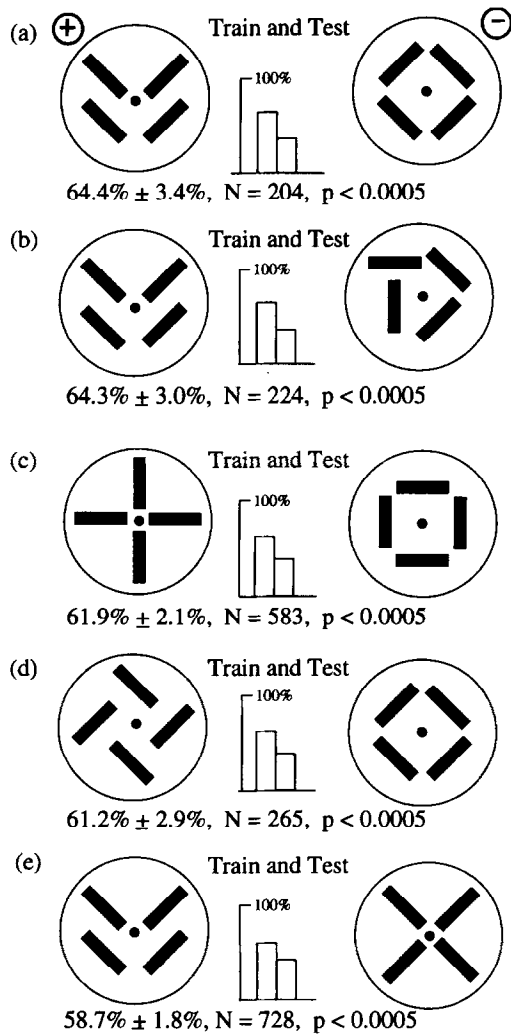 (a) + Train and Test −
100%
64.4% ± 3.4%, N = 204, p < 0.0005
(b) Train and Test
100%
64.3% ± 3.0%, N = 224, p < 0.0005
(c) Train and Test
100%
61.9% ± 2.1%, N = 583, p < 0.0005
(d) Train and Test
100%
61.2% ± 2.9%, N = 265, p < 0.0005
(e) Train and Test
100%
58.7% ± 1.8%, N = 728, p < 0.0005